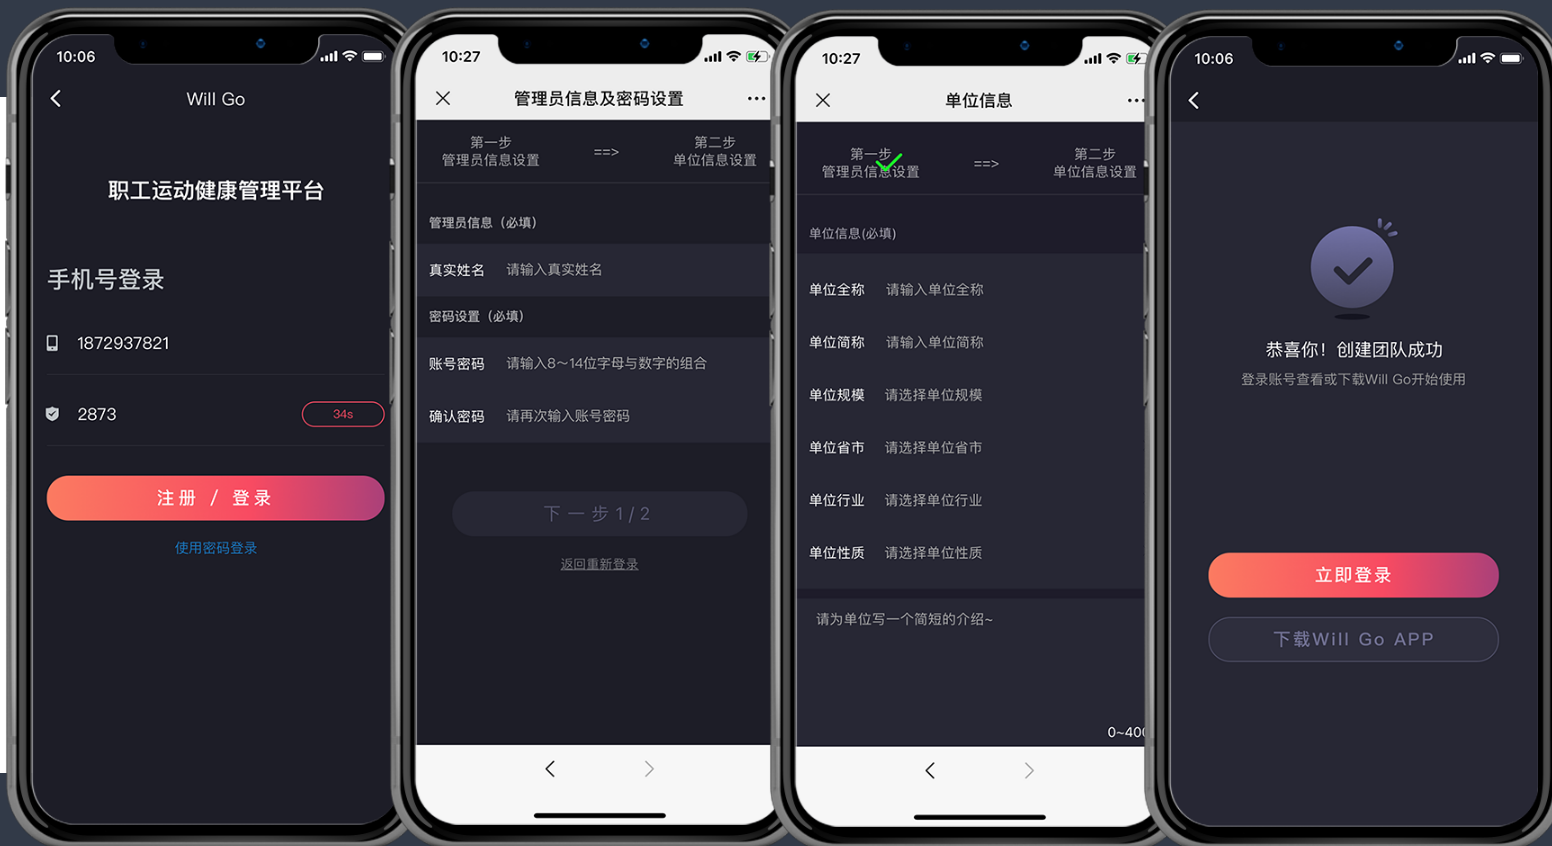 10:06
Will Go
职工运动健康管理平台
手机号登录
1872937821
2873
34s
注册 / 登录
使用密码登录
10:27
管理员信息及密码设置
第一步
管理员信息设置
==>
第二步
单位信息设置
管理员信息（必填）
真实姓名 请输入真实姓名
密码设置（必填）
账号密码 请输入8～14位字母与数字的组合
确认密码 请再次输入账号密码
下一步1/2
返回重新登录
10:27
单位信息
第一步
管理员信息设置
==>
第二步
单位信息设置
单位信息(必填)
单位全称 请输入单位全称
单位简称 请输入单位简称
单位规模 请选择单位规模
单位省市 请选择单位省市
单位行业 请选择单位行业
单位性质 请选择单位性质
请为单位写一个简短的介绍~
0~400
10:06
恭喜你！创建团队成功
登录账号查看或下载Will Go开始使用
立即登录
下载Will Go APP